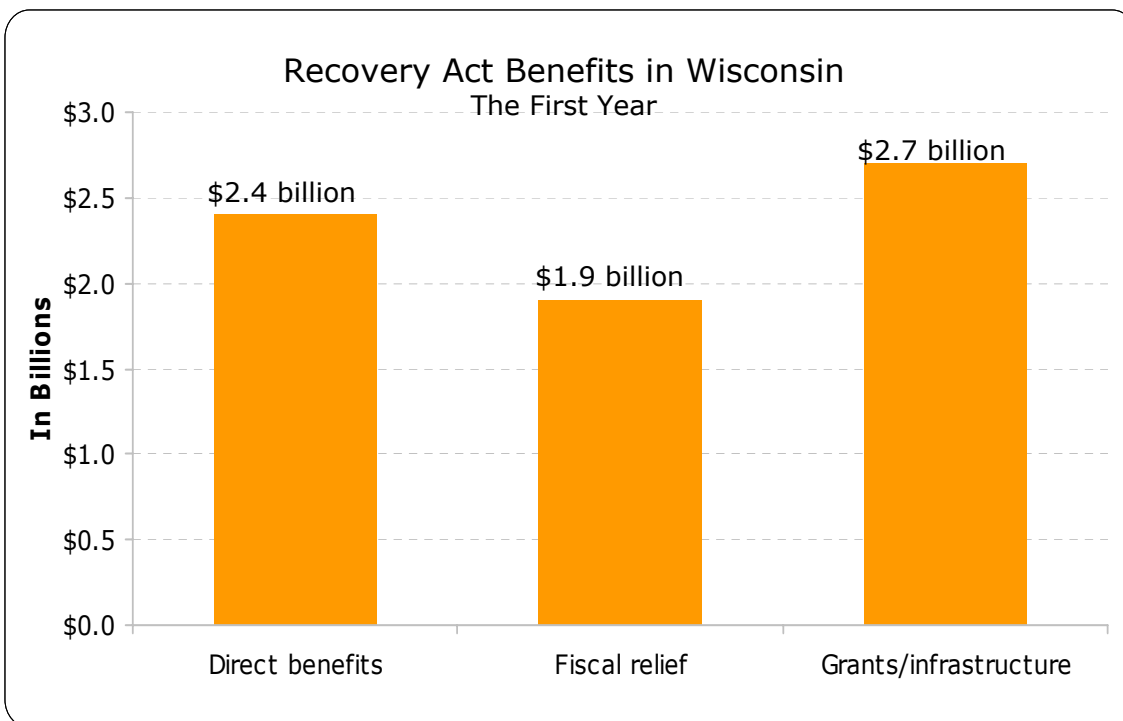 Recovery Act Benefits in Wisconsin
The First Year
$3.0
$2.5
$2.0
$1.5
$1.0
$0.5
$0.0
In Billions
$2.4 billion
$1.9 billion
$2.7 billion
Direct benefits
Fiscal relief
Grants/infrastructure